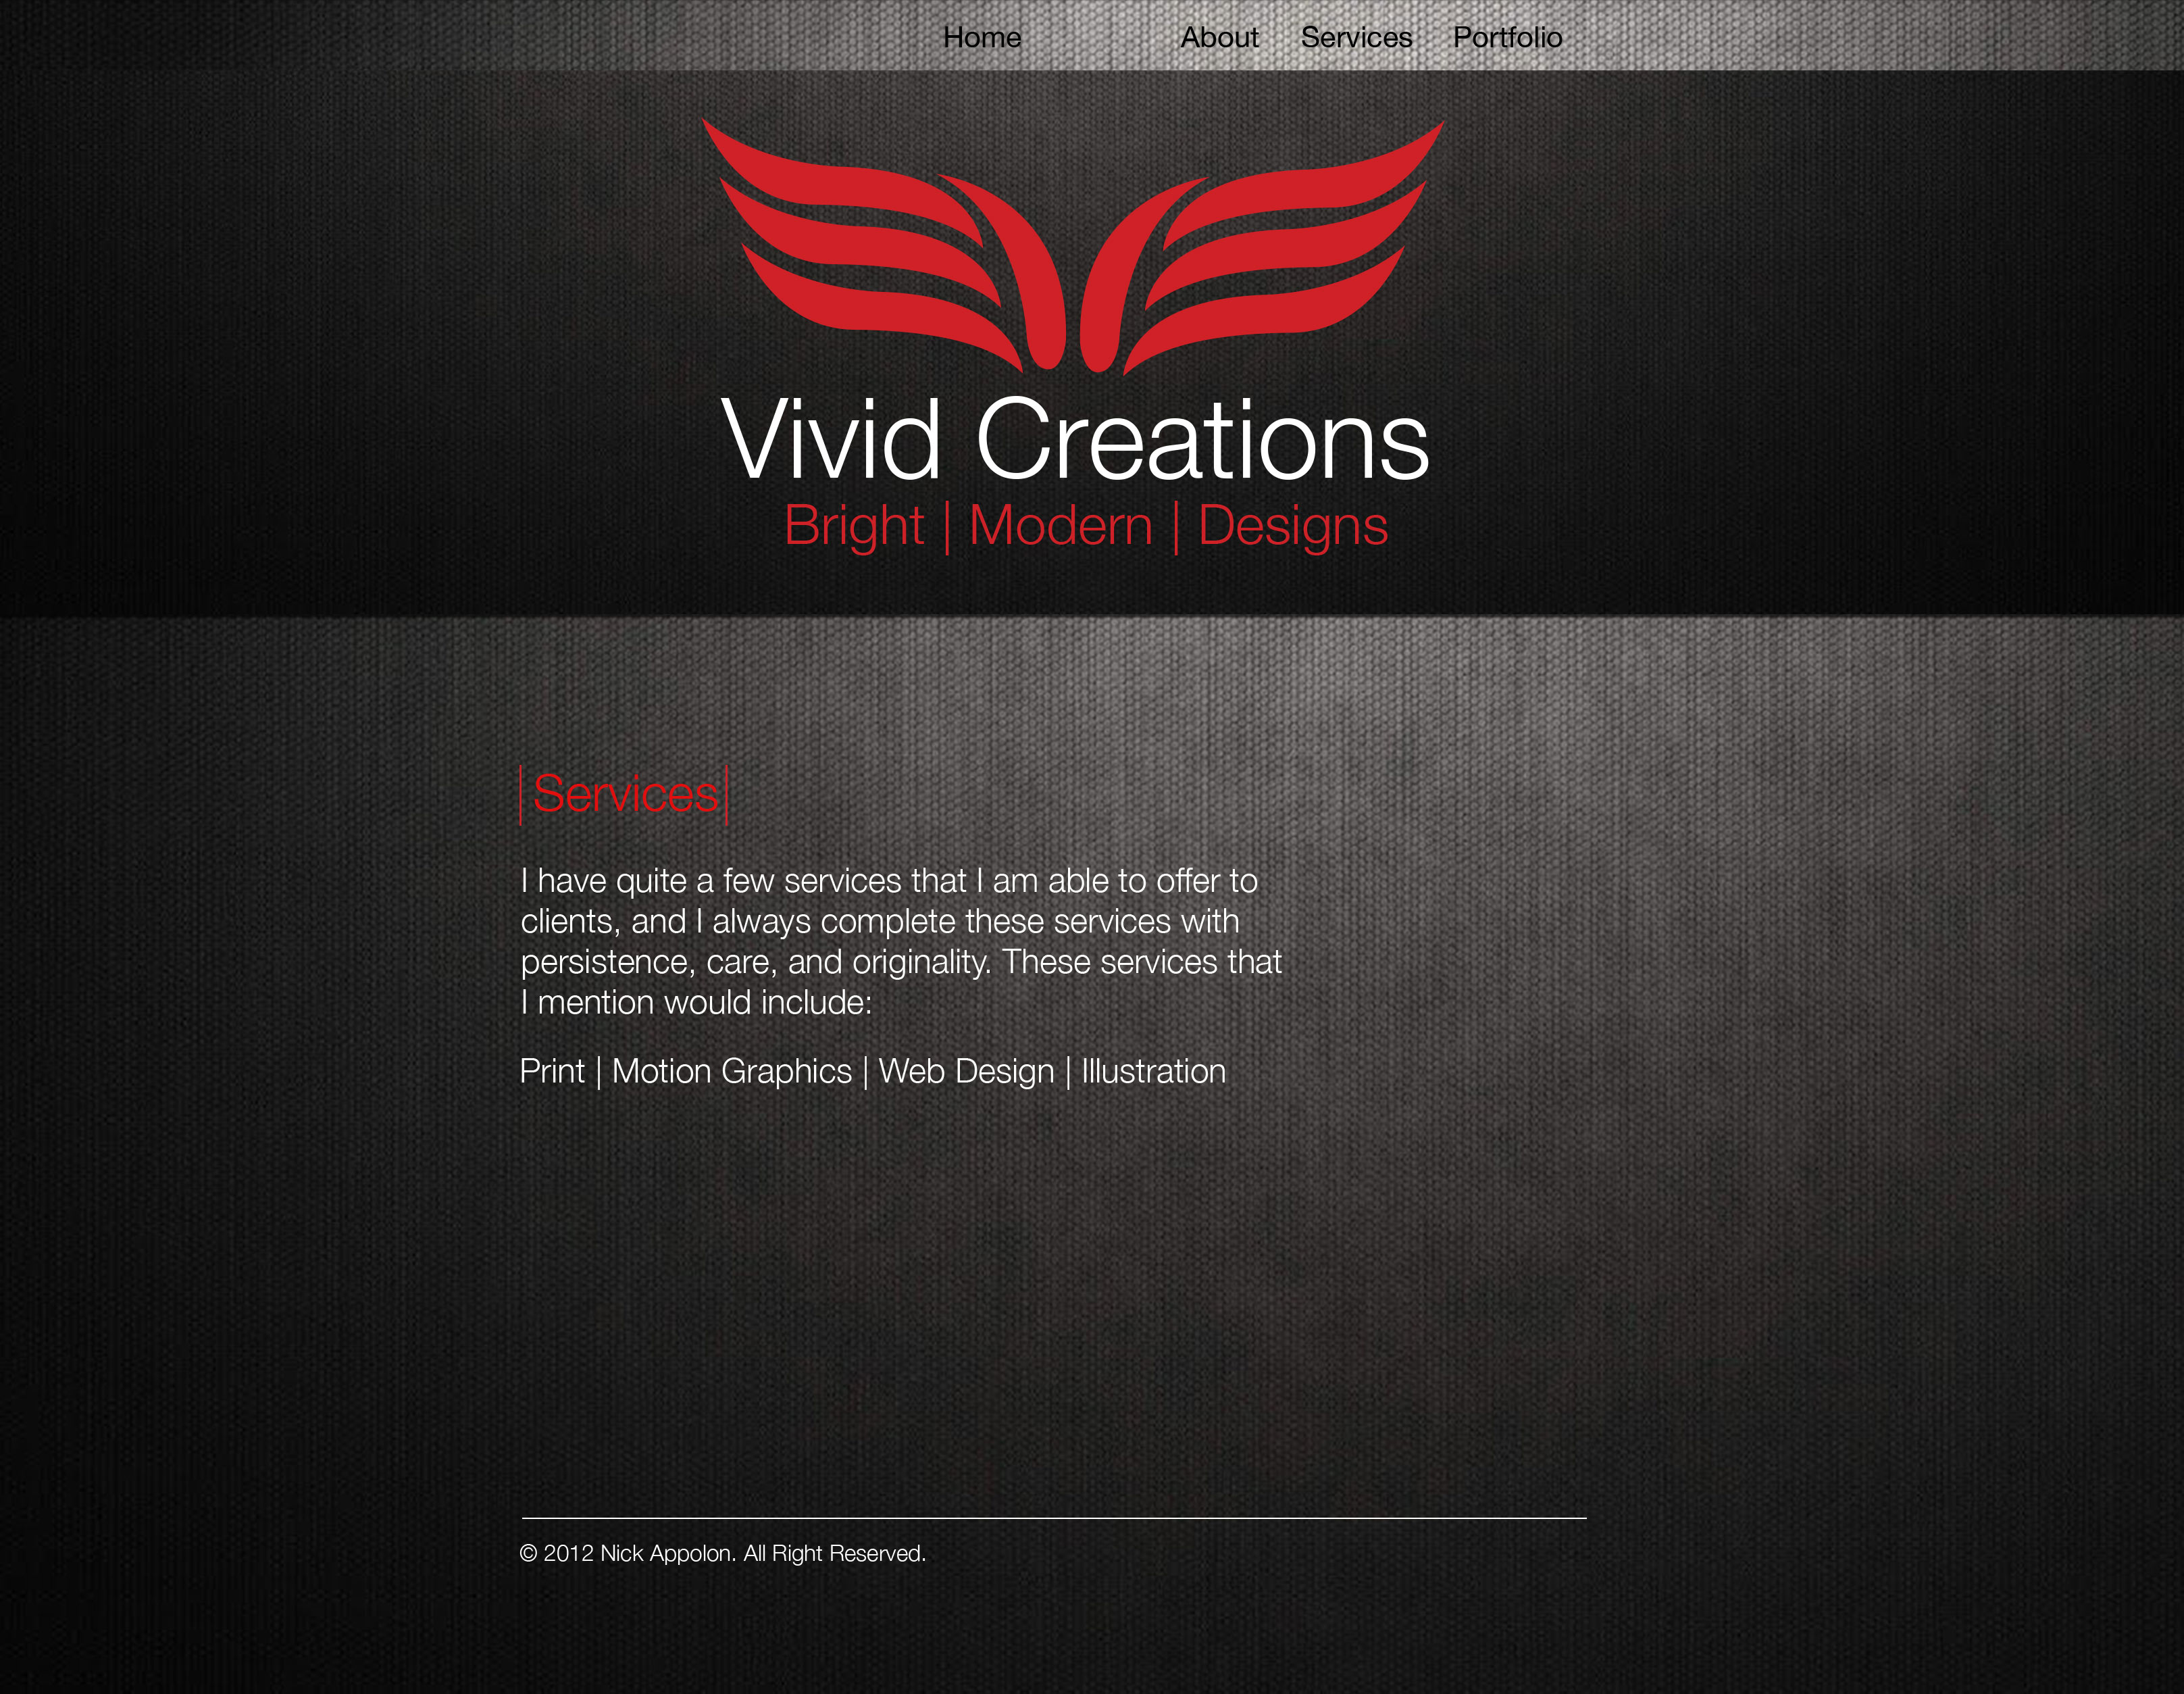 Home About Services Portfolio
Vivid Creations
Bright | Modern | Designs
|Services|
I have quite a few services that I am able to offer to
clients, and I always complete these services with
persistence, care, and originality. These services that
I mention would include:
Print | Motion Graphics | Web Design | Illustration
© 2012 Nick Appolon. All Right Reserved.